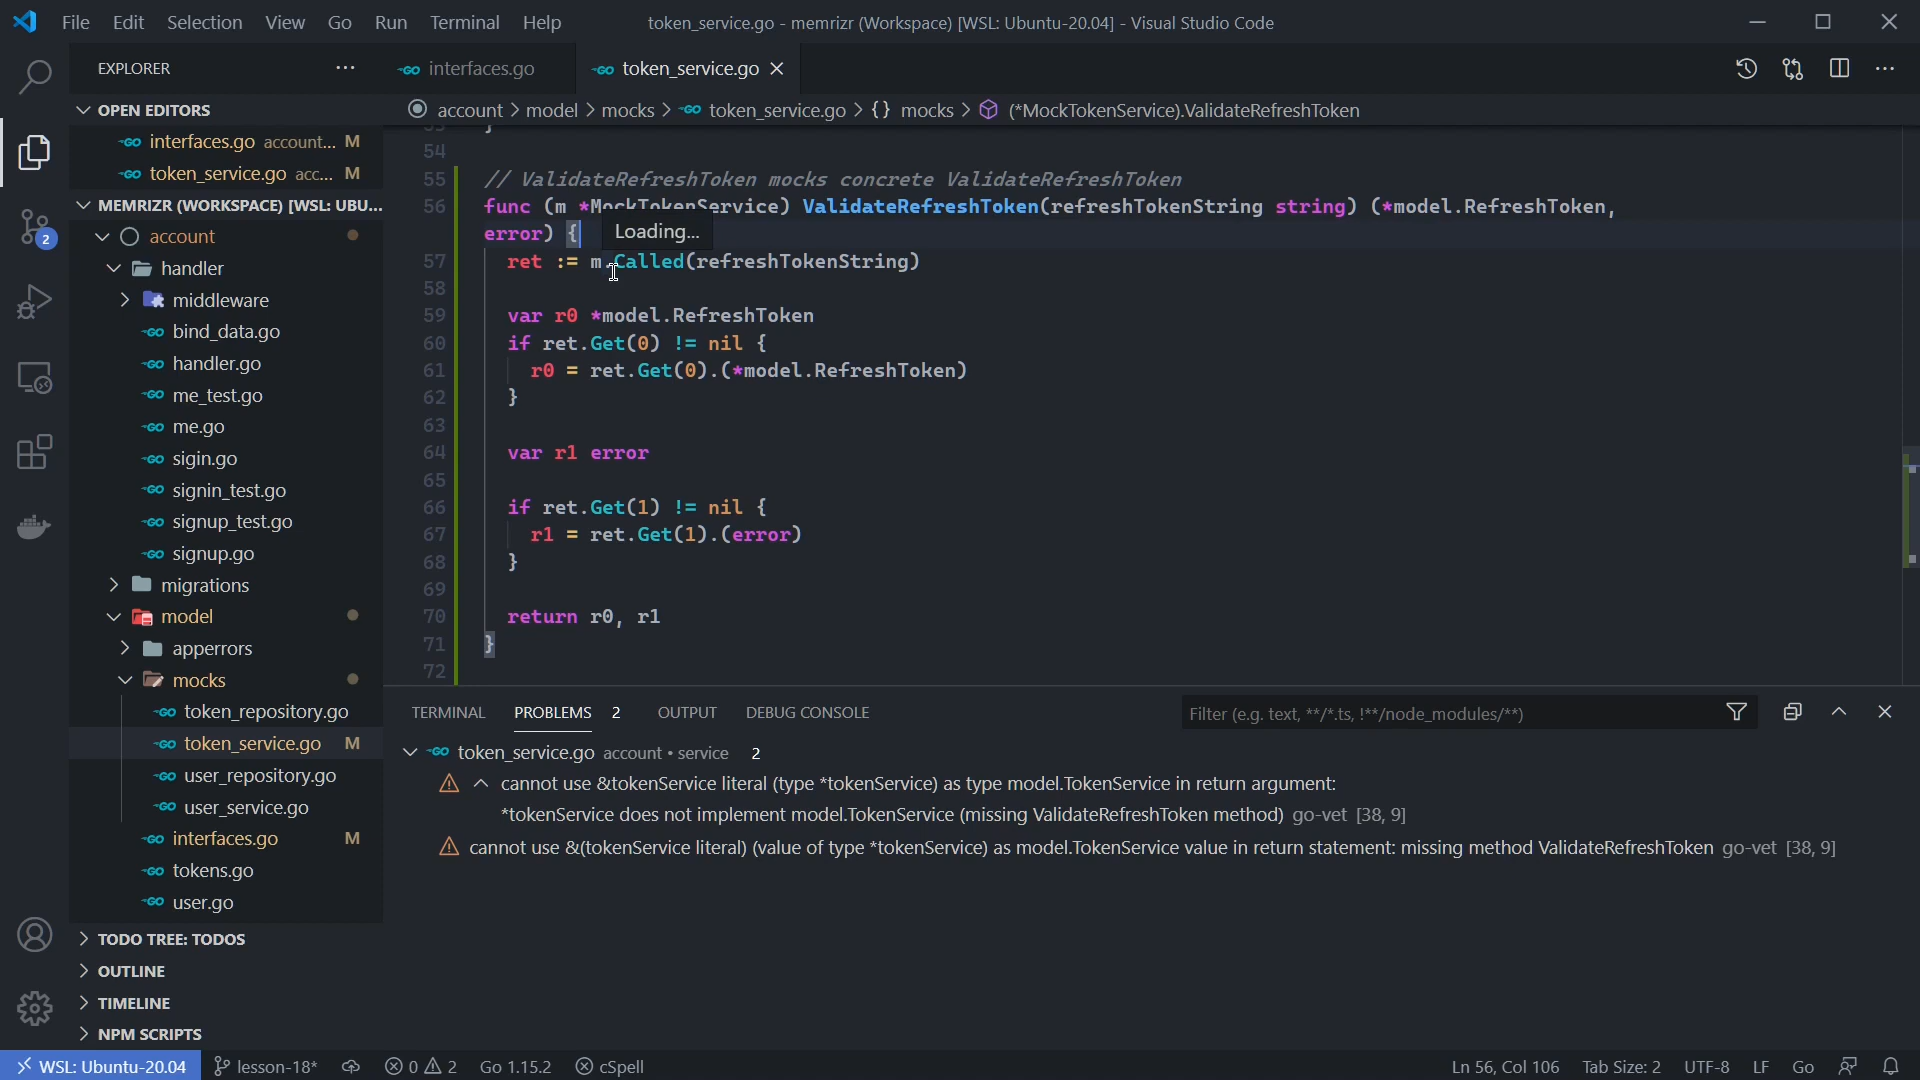 File Edit Selection View Go Run Terminal Help
token_service.go - memrizr (Workspace) [WSL: Ubuntu-20.04] - Visual Studio Code
EXPLORER
interfaces.go
token_service.go
OPEN EDITORS
interfaces.go account... M
token_service.go acc... M
MEMRIZR (WORKSPACE) [WSL: UBU...
account
handler
middleware
bind_data.go
handler.go
me_test.go
me.go
sigin.go
signin_test.go
signup_test.go
signup.go
migrations
model
apperrors
mocks
token_repository.go
token_service.go M
user_repository.go
user_service.go
interfaces.go M
tokens.go
user.go
TODO TREE: TODOS
OUTLINE
TIMELINE
NPM SCRIPTS
2
account > model > mocks > token_service.go > {} mocks > (*MockTokenService).ValidateRefreshToken
54
55 // ValidateRefreshToken mocks concrete ValidateRefreshToken
56 func (m *MockTokenService) ValidateRefreshToken(refreshTokenString string) (*model.RefreshToken,
error) {
Loading...
57 ret := m.Called(refreshTokenString)
58
59 var r0 *model.RefreshToken
60 if ret.Get(0) != nil {
61 r0 = ret.Get(0).(*model.RefreshToken)
62 }
63
64 var r1 error
65
66 if ret.Get(1) != nil {
67 r1 = ret.Get(1).(error)
68 }
69
70 return r0, r1
71 }
72
TERMINAL PROBLEMS 2 OUTPUT DEBUG CONSOLE
Filter (e.g. text, **/*.ts, !**/node_modules/**)
token_service.go account • service 2
cannot use &tokenService literal (type *tokenService) as type model.TokenService in return argument:
*tokenService does not implement model.TokenService (missing ValidateRefreshToken method) go-vet [38, 9]
cannot use &(tokenService literal) (value of type *tokenService) as model.TokenService value in return statement: missing method ValidateRefreshToken go-vet [38, 9]
WSL: Ubuntu-20.04 lesson-18* 0 2 Go 1.15.2 cSpell
Ln 56, Col 106 Tab Size: 2 UTF-8 LF Go